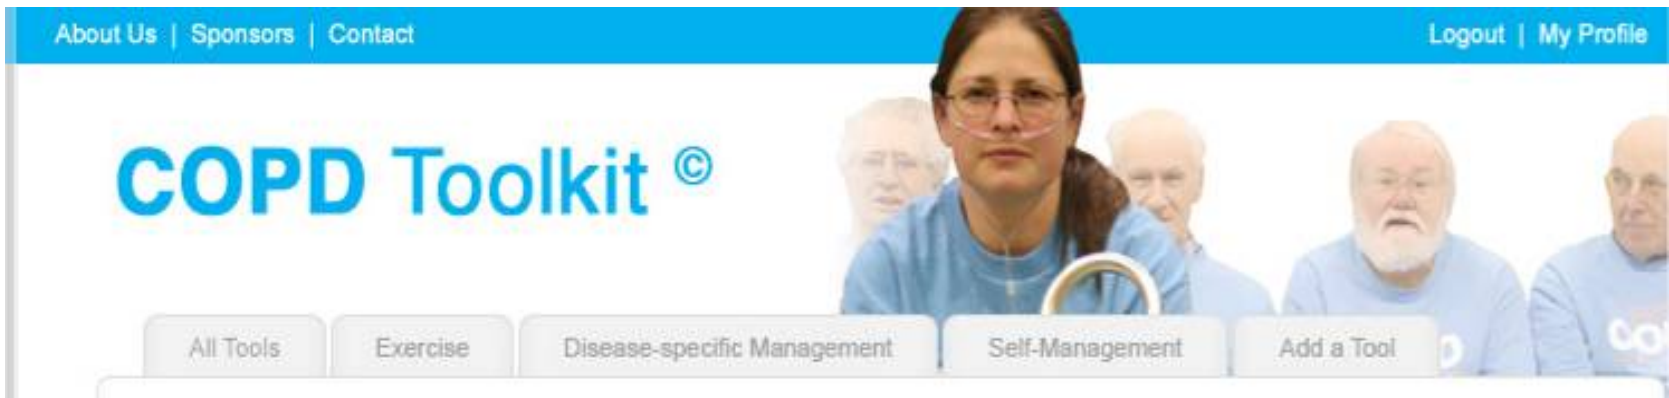 About Us | Sponsors | Contact
Logout | My Profile
COPD Toolkit ©
All Tools
Exercise
Disease-specific Management
Self-Management
Add a Tool